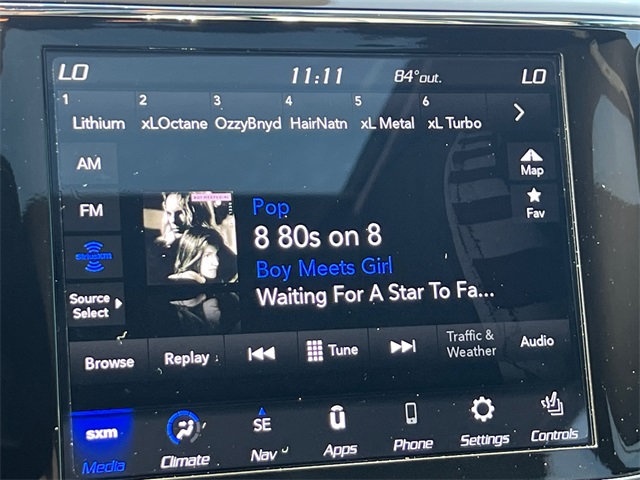 LO 11:11 84°out. LO
1 2 3 4 5 6
Lithium xLOctane OzzyBnyd HairNatn xL Metal xL Turbo
AM
Map
FM
Fav
Pop
8 80s on 8
siriusxm
Boy Meets Girl
Source
Select
Waiting For A Star To Fa...
Browse Replay Tune Traffic &
Weather Audio
sxm SE
Media Climate Nav Apps Phone Settings Controls